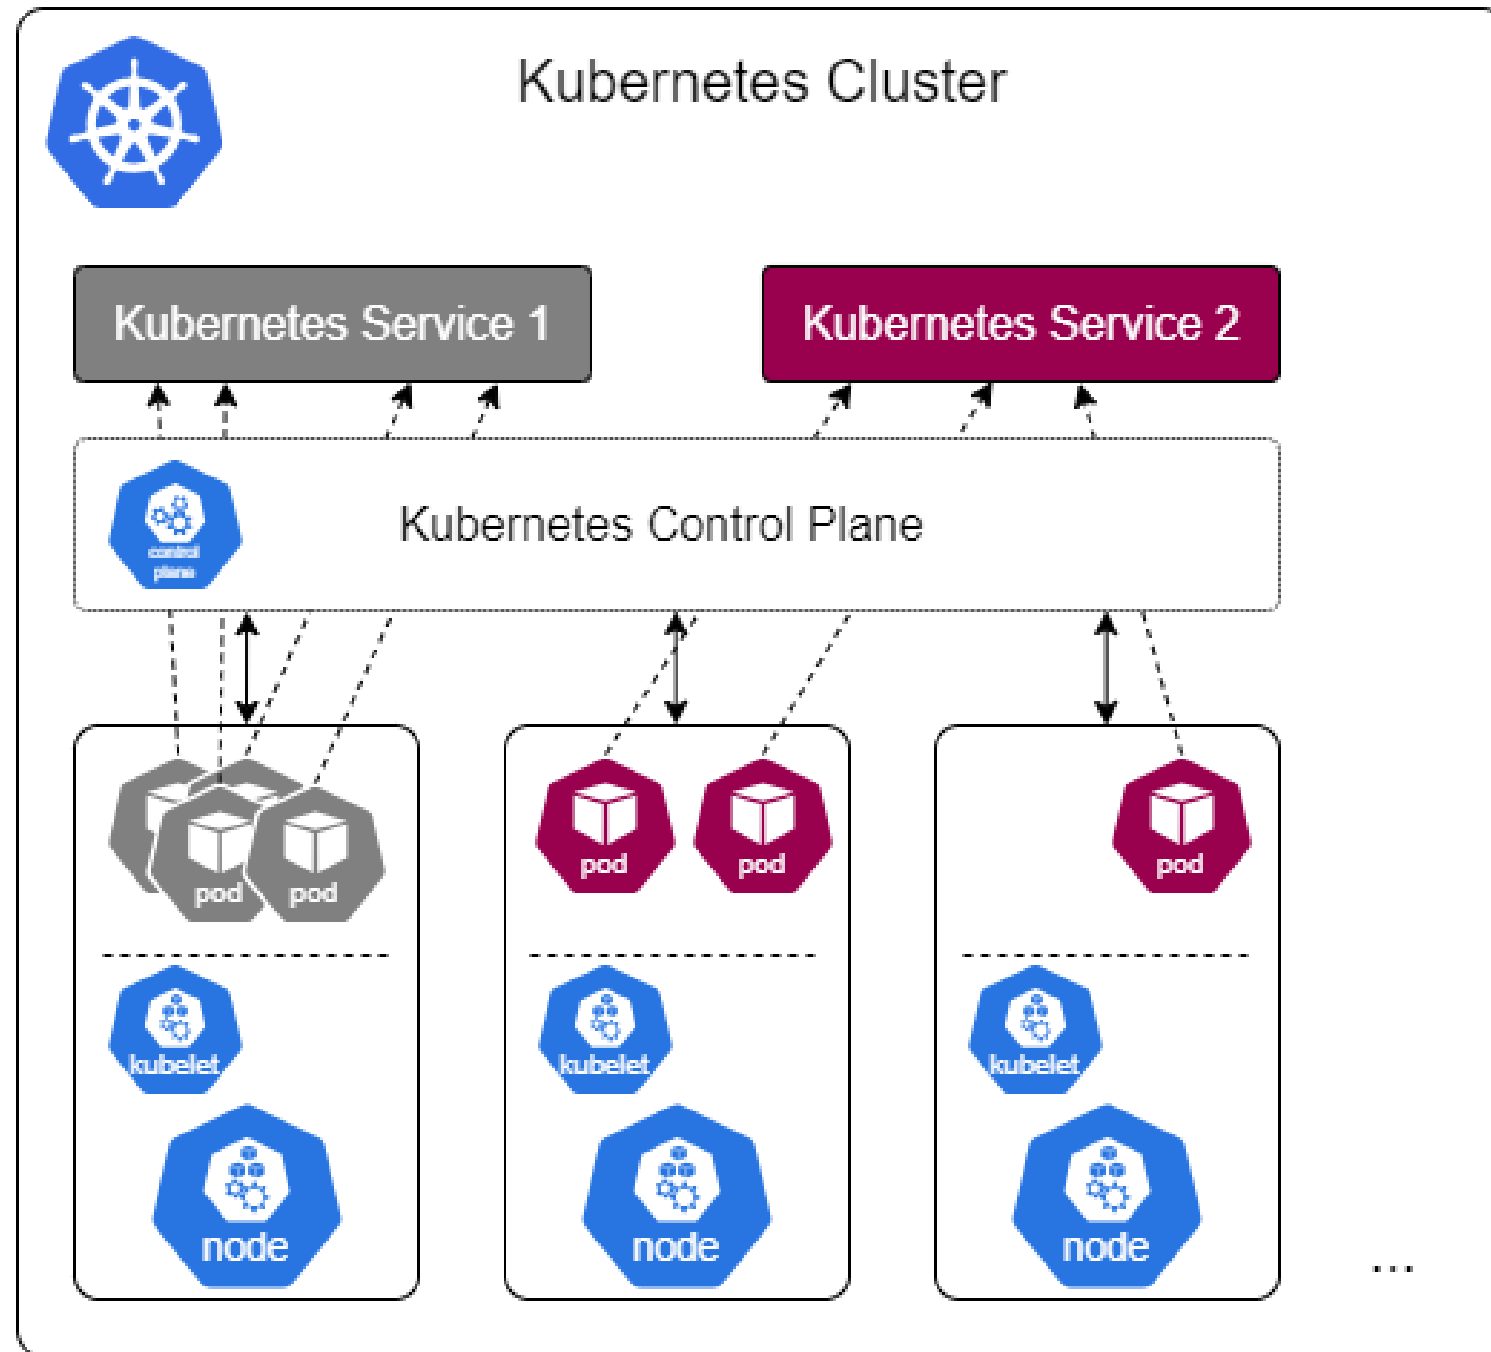 Kubernetes Cluster
Kubernetes Service 1
Kubernetes Service 2
control
plane
Kubernetes Control Plane
pod
pod
pod
pod
pod
kubelet
kubelet
kubelet
node
node
node
...